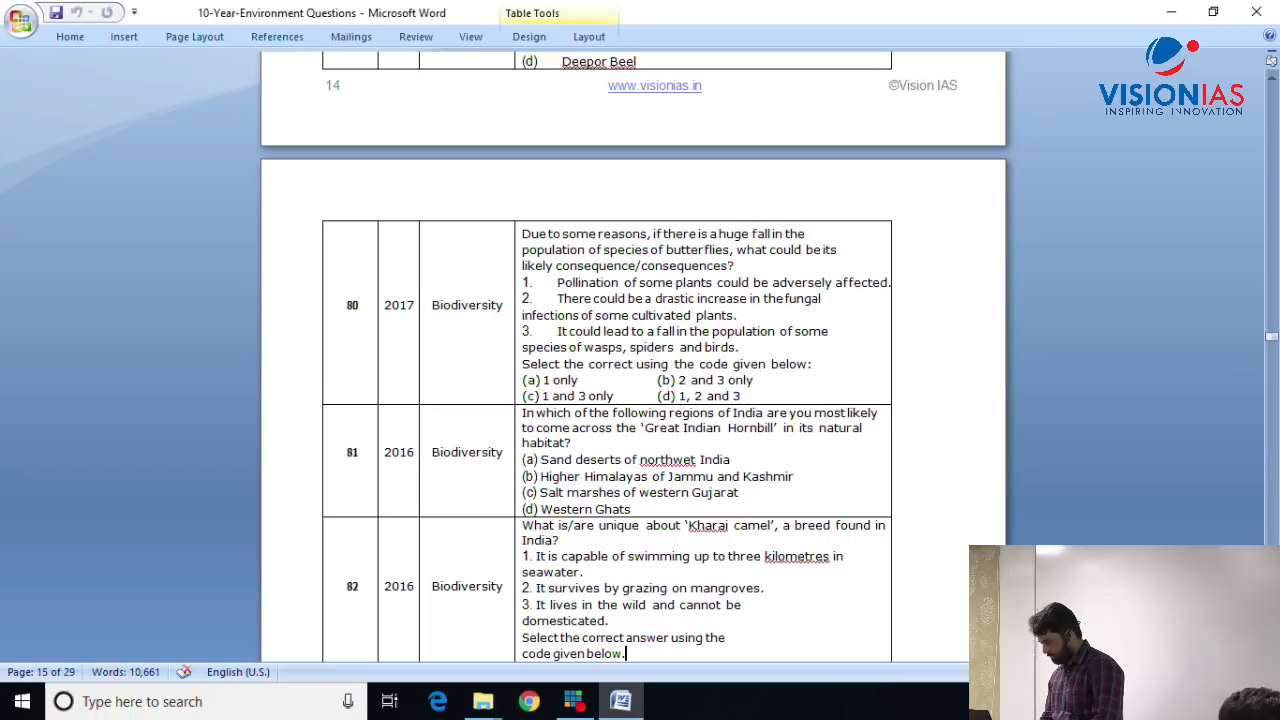 10-Year-Environment Questions - Microsoft Word
Table Tools
Home Insert Page Layout References Mailings Review View Design Layout
VISIONIAS
INSPIRING INNOVATION
(d) Deepor Beel
14 www.visionias.in ©Vision IAS
80 2017 Biodiversity
Due to some reasons, if there is a huge fall in the
population of species of butterflies, what could be its
likely consequence/consequences?
1. Pollination of some plants could be adversely affected.
2. There could be a drastic increase in the fungal
infections of some cultivated plants.
3. It could lead to a fall in the population of some
species of wasps, spiders and birds.
Select the correct using the code given below:
(a) 1 only (b) 2 and 3 only
(c) 1 and 3 only (d) 1, 2 and 3
81 2016 Biodiversity
In which of the following regions of India are you most likely
to come across the ‘Great Indian Hornbill’ in its natural
habitat?
(a) Sand deserts of northwet India
(b) Higher Himalayas of Jammu and Kashmir
(c) Salt marshes of western Gujarat
(d) Western Ghats
82 2016 Biodiversity
What is/are unique about ‘Kharai camel’, a breed found in
India?
1. It is capable of swimming up to three kilometres in
seawater.
2. It survives by grazing on mangroves.
3. It lives in the wild and cannot be
domesticated.
Select the correct answer using the
code given below.
Page: 15 of 29 Words: 10,661 English (U.S.)
Type here to search